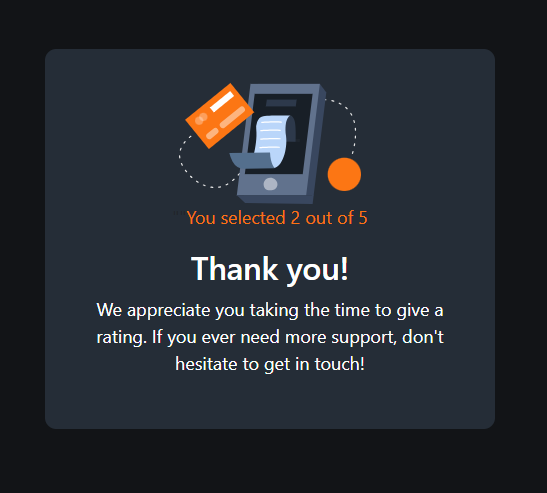 You selected 2 out of 5
Thank you!
We appreciate you taking the time to give a
rating. If you ever need more support, don't
hesitate to get in touch!